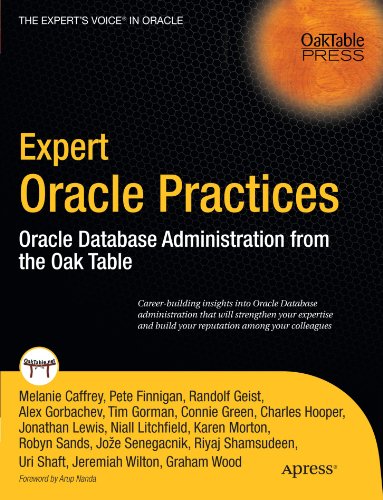 THE EXPERT'S VOICE® IN ORACLE
OakTable
PRESS
Expert
Oracle Practices
Oracle Database Administration from
the Oak Table
Career-building insights into Oracle Database
administration that will strengthen your expertise
and build your reputation among your colleagues
OakTable.net
Melanie Caffrey, Pete Finnigan, Randolf Geist,
Alex Gorbachev, Tim Gorman, Connie Green, Charles Hooper,
Jonathan Lewis, Niall Litchfield, Karen Morton,
Robyn Sands, Jože Senegacnik, Riyaj Shamsudeen,
Uri Shaft, Jeremiah Wilton, Graham Wood
Foreword by Arup Nanda
Apress®